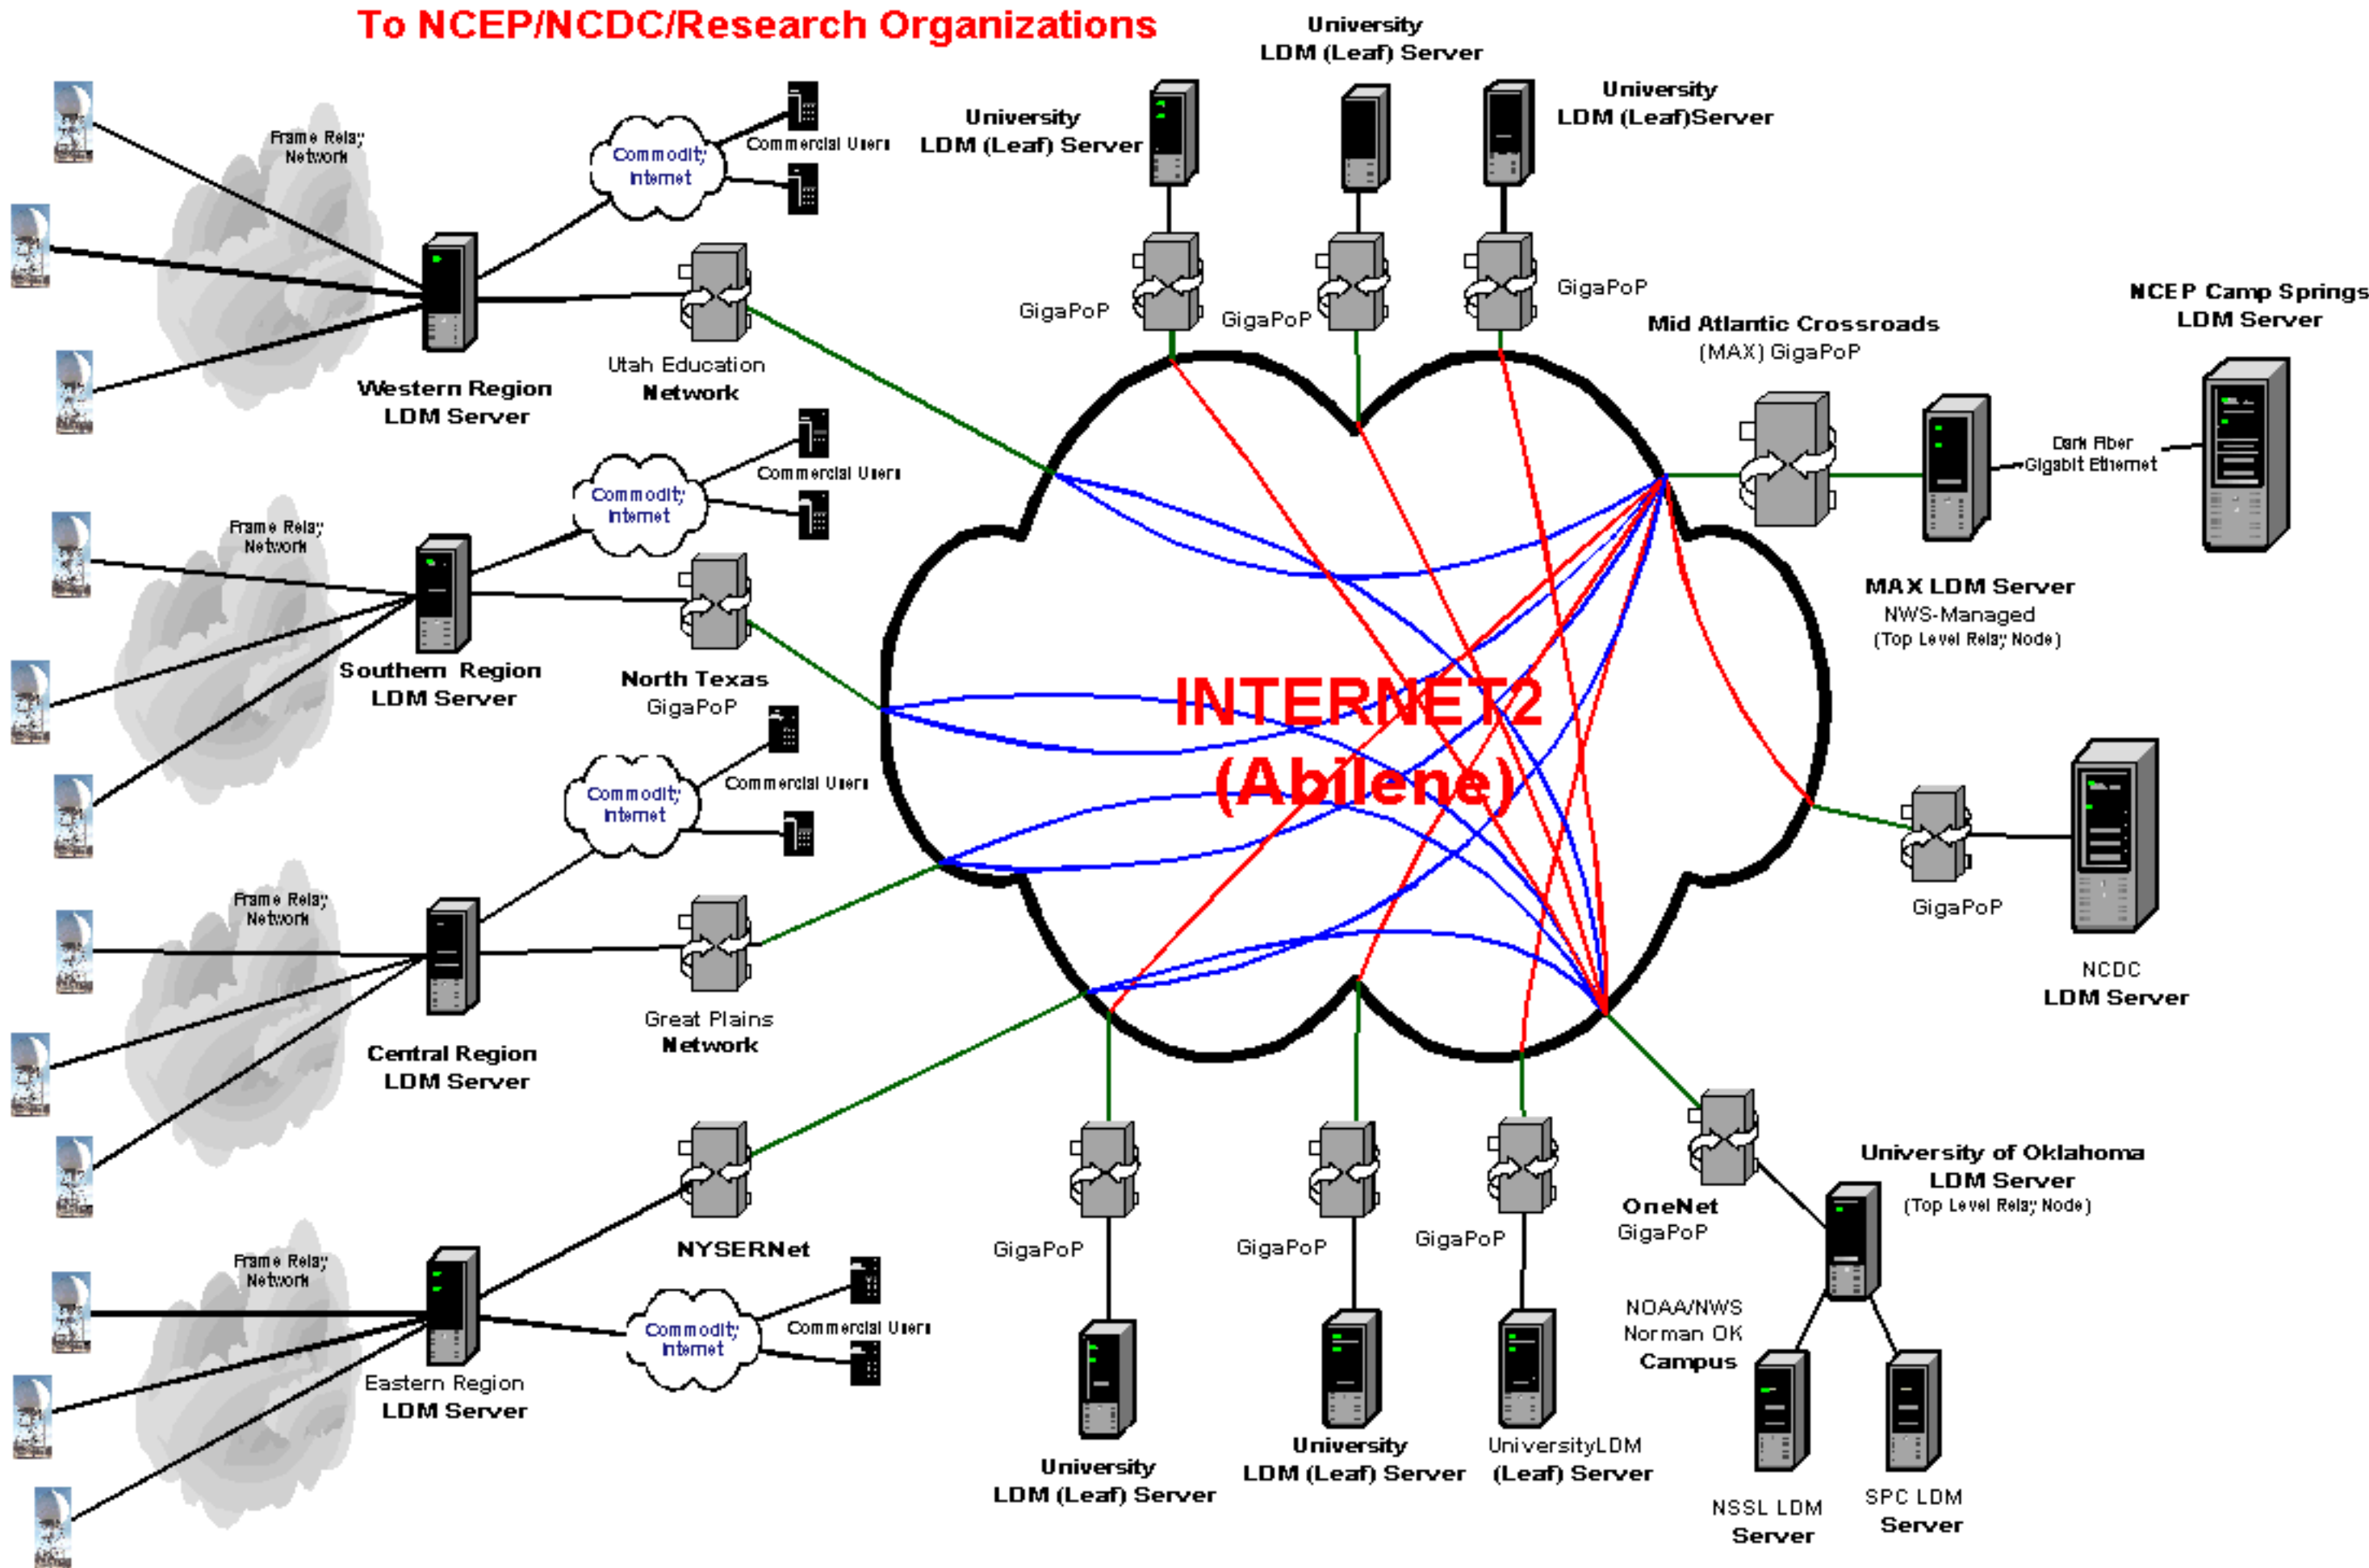 To NCEP/NCDC/Research Organizations
University
LDM (Leaf) Server
University
LDM (Leaf) Server
University
LDM (Leaf)Server
Frame Relay
Network
Commodity
Internet
Commercial Users
GigaPoP
GigaPoP
GigaPoP
Utah Education
Network
Western Region
LDM Server
Mid Atlantic Crossroads
(MAX) GigaPoP
NCEP Camp Springs
LDM Server
Dark Fiber
Gigabit Ethernet
MAX LDM Server
NWS-Managed
(Top Level Relay Node)
Frame Relay
Network
Commodity
Internet
Commercial Users
Southern Region
LDM Server
North Texas
GigaPoP
INTERNET2
(Abilene)
Commodity
Internet
Commercial Users
Frame Relay
Network
GigaPoP
NCDC
LDM Server
Central Region
LDM Server
Great Plains
Network
NYSERNet
Frame Relay
Network
Commodity
Internet
Commercial Users
Eastern Region
LDM Server
GigaPoP
GigaPoP
GigaPoP
OneNet
GigaPoP
University of Oklahoma
LDM Server
(Top Level Relay Node)
NOAA/NWS
Norman OK
Campus
University
LDM (Leaf) Server
University
LDM (Leaf) Server
UniversityLDM
(Leaf) Server
NSSL LDM
Server
SPC LDM
Server